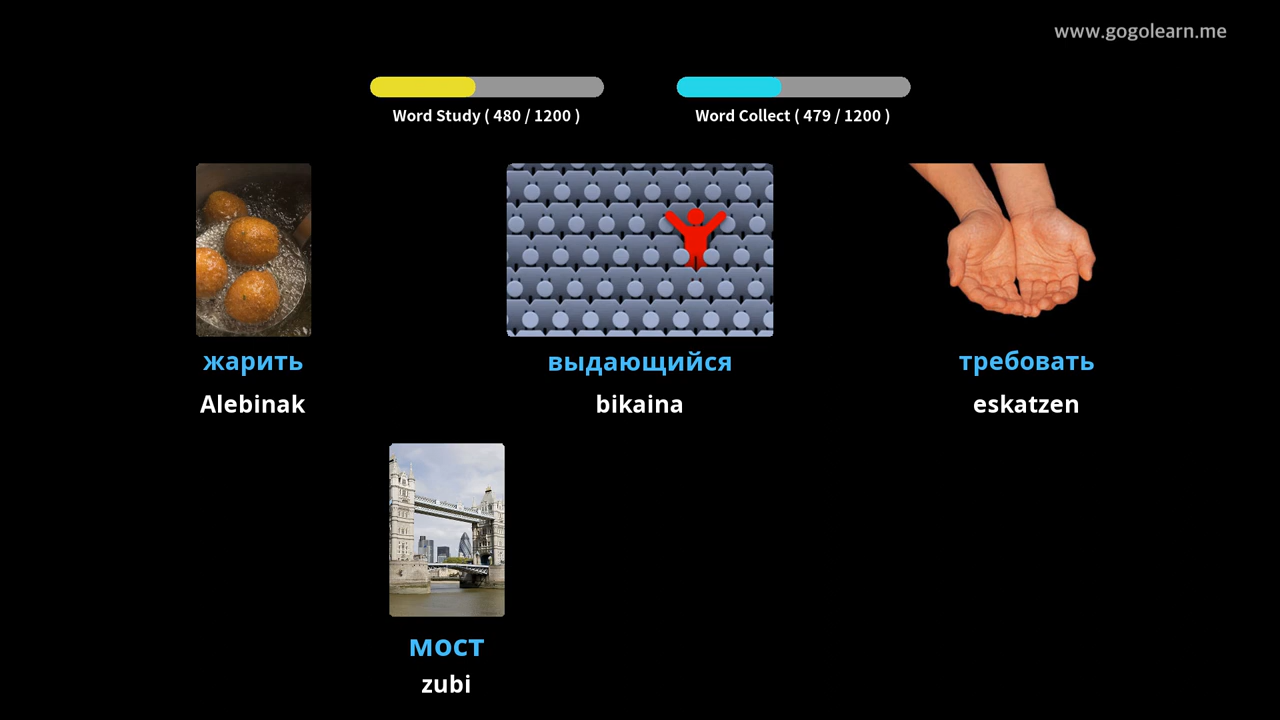 www.gogolearn.me
Word Study ( 480 / 1200 )
Word Collect ( 479 / 1200 )
жарить
выдающийся
требовать
Alebinak
bikaina
eskatzen
мост
zubi